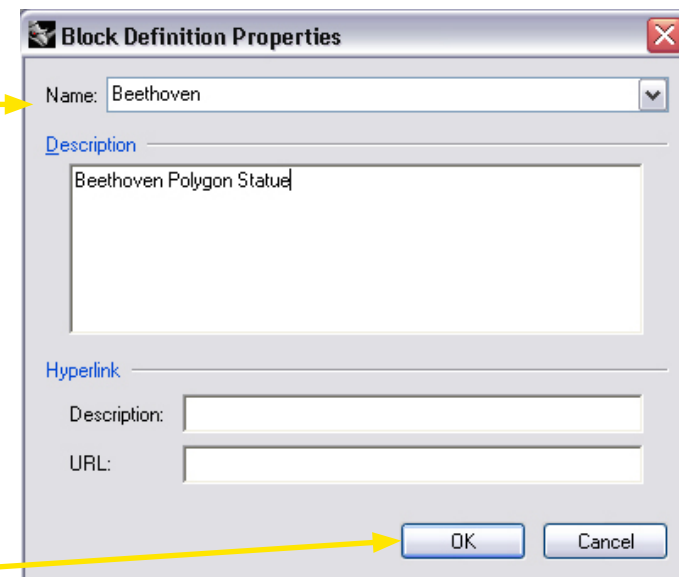 Block Definition Properties
Name: Beethoven
Description
Beethoven Polygon Statue
Hyperlink
Description:
URL:
OK Cancel